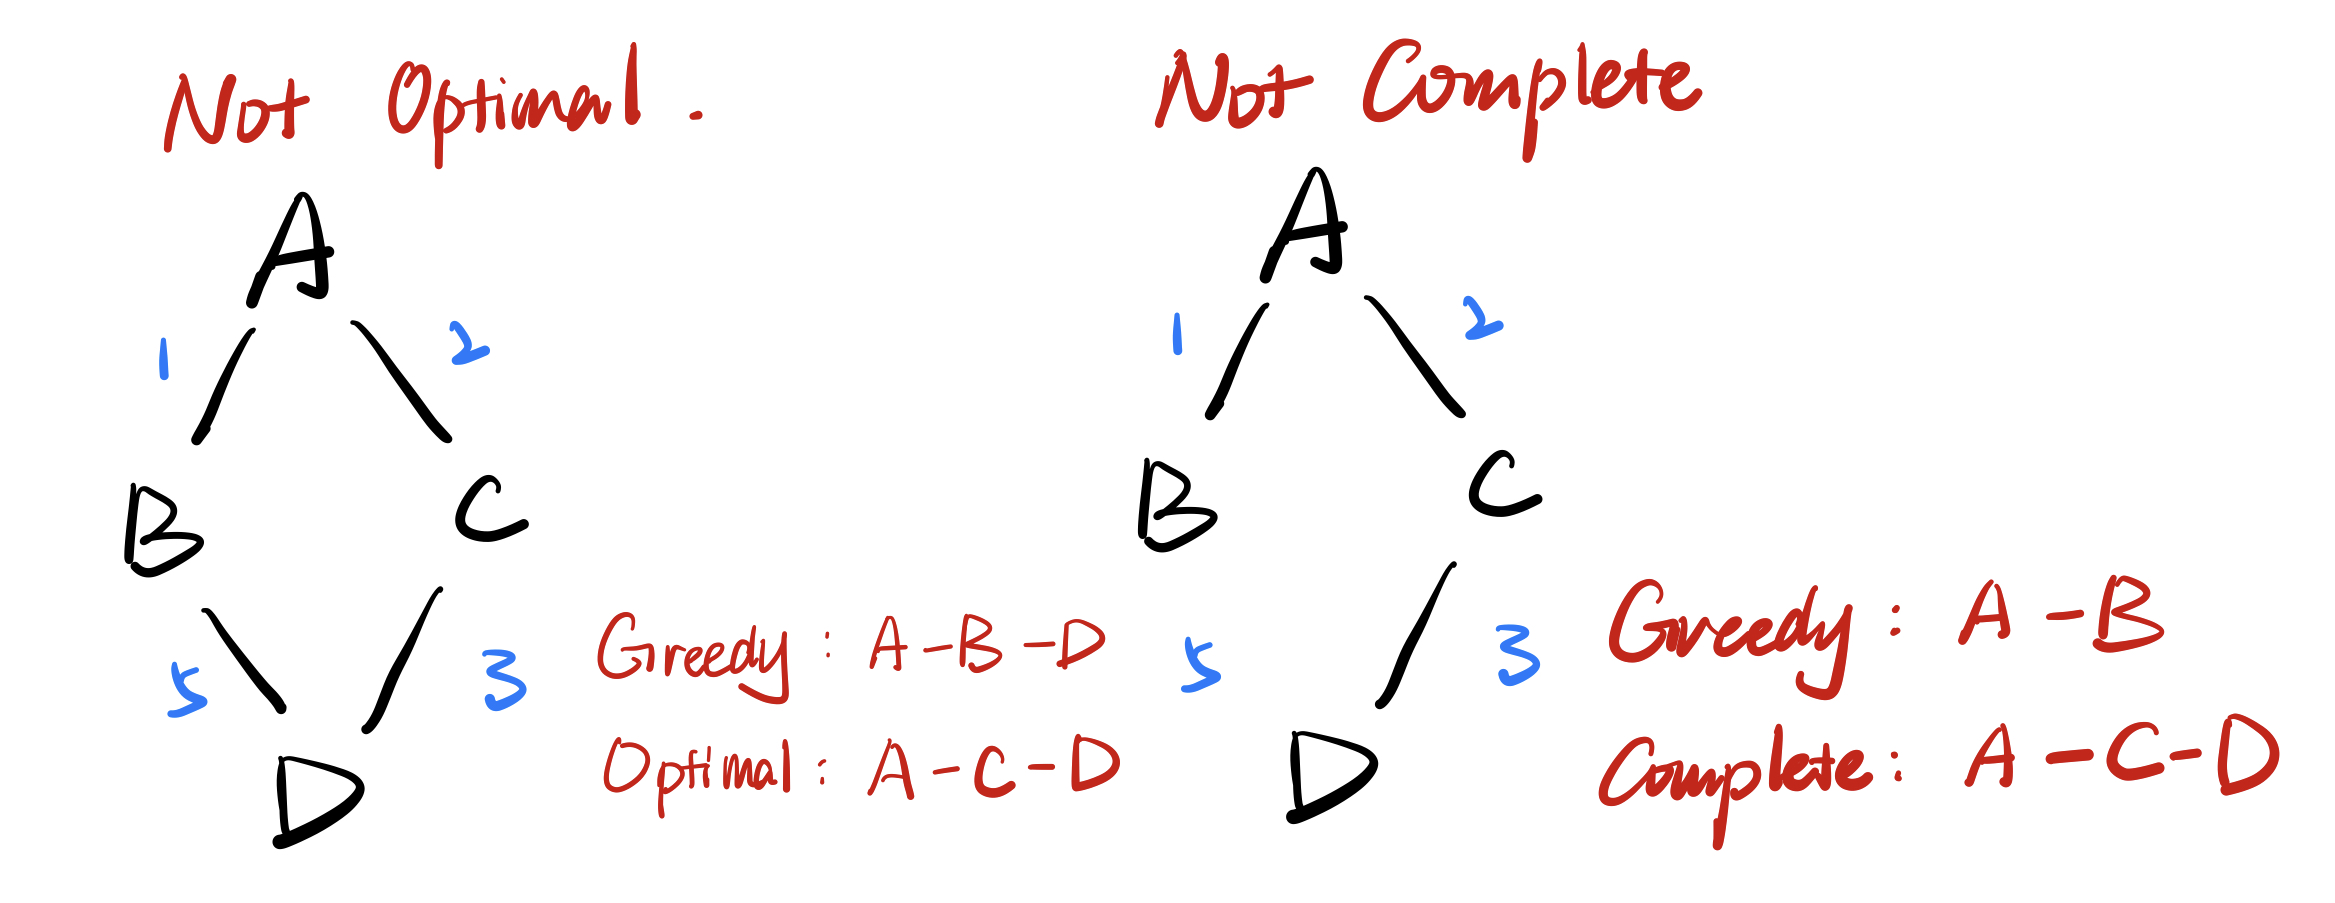 Not Optimal.
A
1 2
B C
5 3
D
Greedy: A-B-D
Optimal: A-C-D
Not Complete
A
1 2
B C
5 3
D
Greedy: A-B
Complete: A-C-D